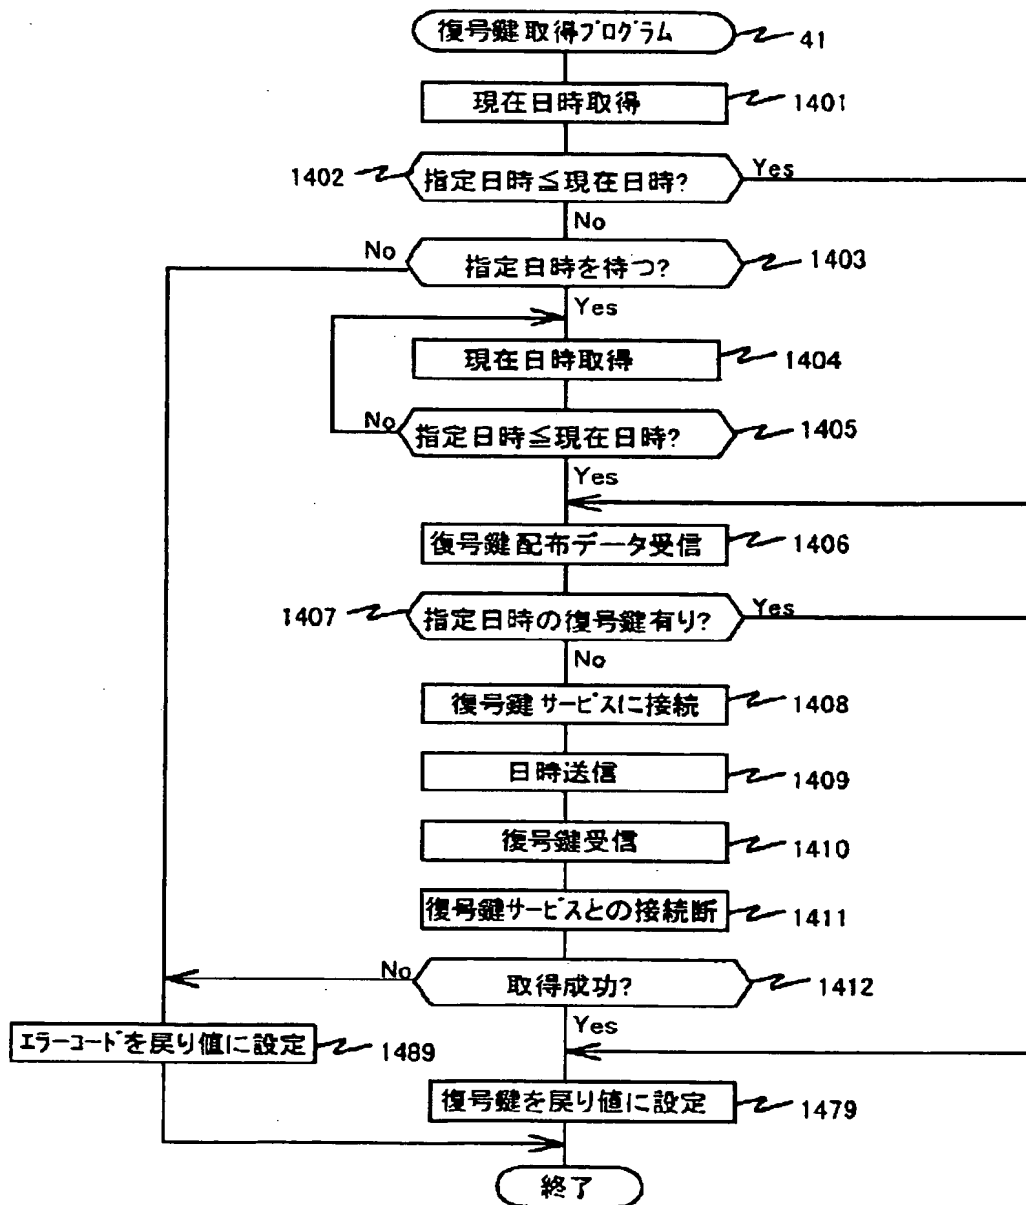 復号鍵取得ﾌﾟﾛｸﾞﾗﾑ 41
現在日時取得 1401
1402 指定日時≦現在日時? Yes
No
No 指定日時を待つ? 1403
Yes
現在日時取得 1404
No 指定日時≦現在日時? 1405
Yes
復号鍵配布データ受信 1406
1407 指定日時の復号鍵有り? Yes
No
復号鍵ｻｰﾋﾞｽに接続 1408
日時送信 1409
復号鍵受信 1410
復号鍵ｻｰﾋﾞｽとの接続断 1411
No 取得成功? 1412
Yes
ｴﾗｰｺｰﾄﾞを戻り値に設定 1489
復号鍵を戻り値に設定 1479
終了